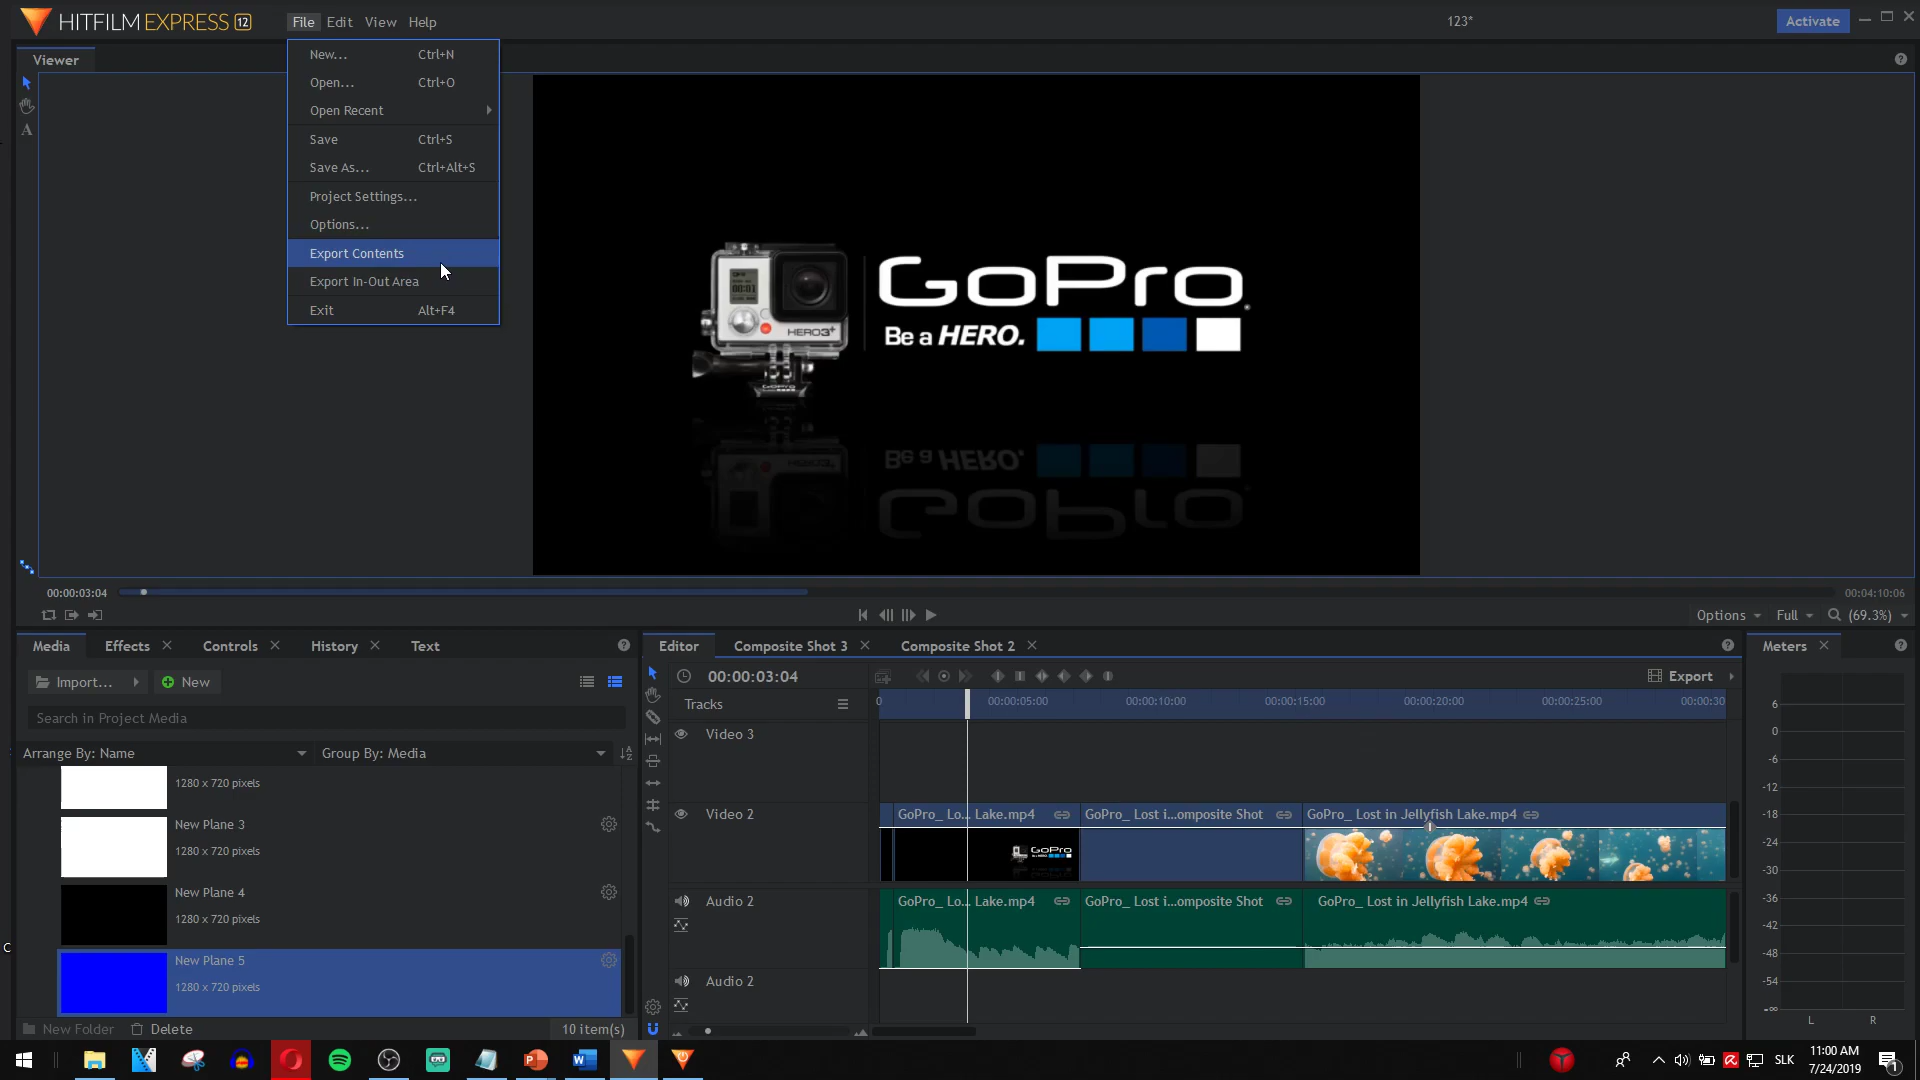 HITFILM EXPRESS 12
File Edit View Help
123*
Activate
Viewer
New... Ctrl+N
Open... Ctrl+O
Open Recent
Save Ctrl+S
Save As... Ctrl+Alt+S
Project Settings...
Options...
Export Contents
Export In-Out Area
Exit Alt+F4
A
GoPro
Be a HERO.
HERO3+
00:00:03:04
00:04:10:06
Options Full (69.3%)
Media Effects Controls History Text
Import... New
Search in Project Media
Arrange By: Name Group By: Media
1280 x 720 pixels
New Plane 3
1280 x 720 pixels
New Plane 4
1280 x 720 pixels
New Plane 5
1280 x 720 pixels
New Folder Delete 10 item(s)
Editor Composite Shot 3 Composite Shot 2
00:00:03:04
Export
Tracks
0 00:00:05:00 00:00:10:00 00:00:15:00 00:00:20:00 00:00:25:00 00:00:30
Video 3
Video 2
GoPro_ Lo... Lake.mp4 GoPro_ Lost i...omposite Shot GoPro_ Lost in Jellyfish Lake.mp4
GoPro
Audio 2
GoPro_ Lo... Lake.mp4 GoPro_ Lost i...omposite Shot GoPro_ Lost in Jellyfish Lake.mp4
Audio 2
Meters
6
0
-6
-12
-18
-24
-30
-36
-42
-48
-54
-∞
L R
SLK
11:00 AM
7/24/2019
1